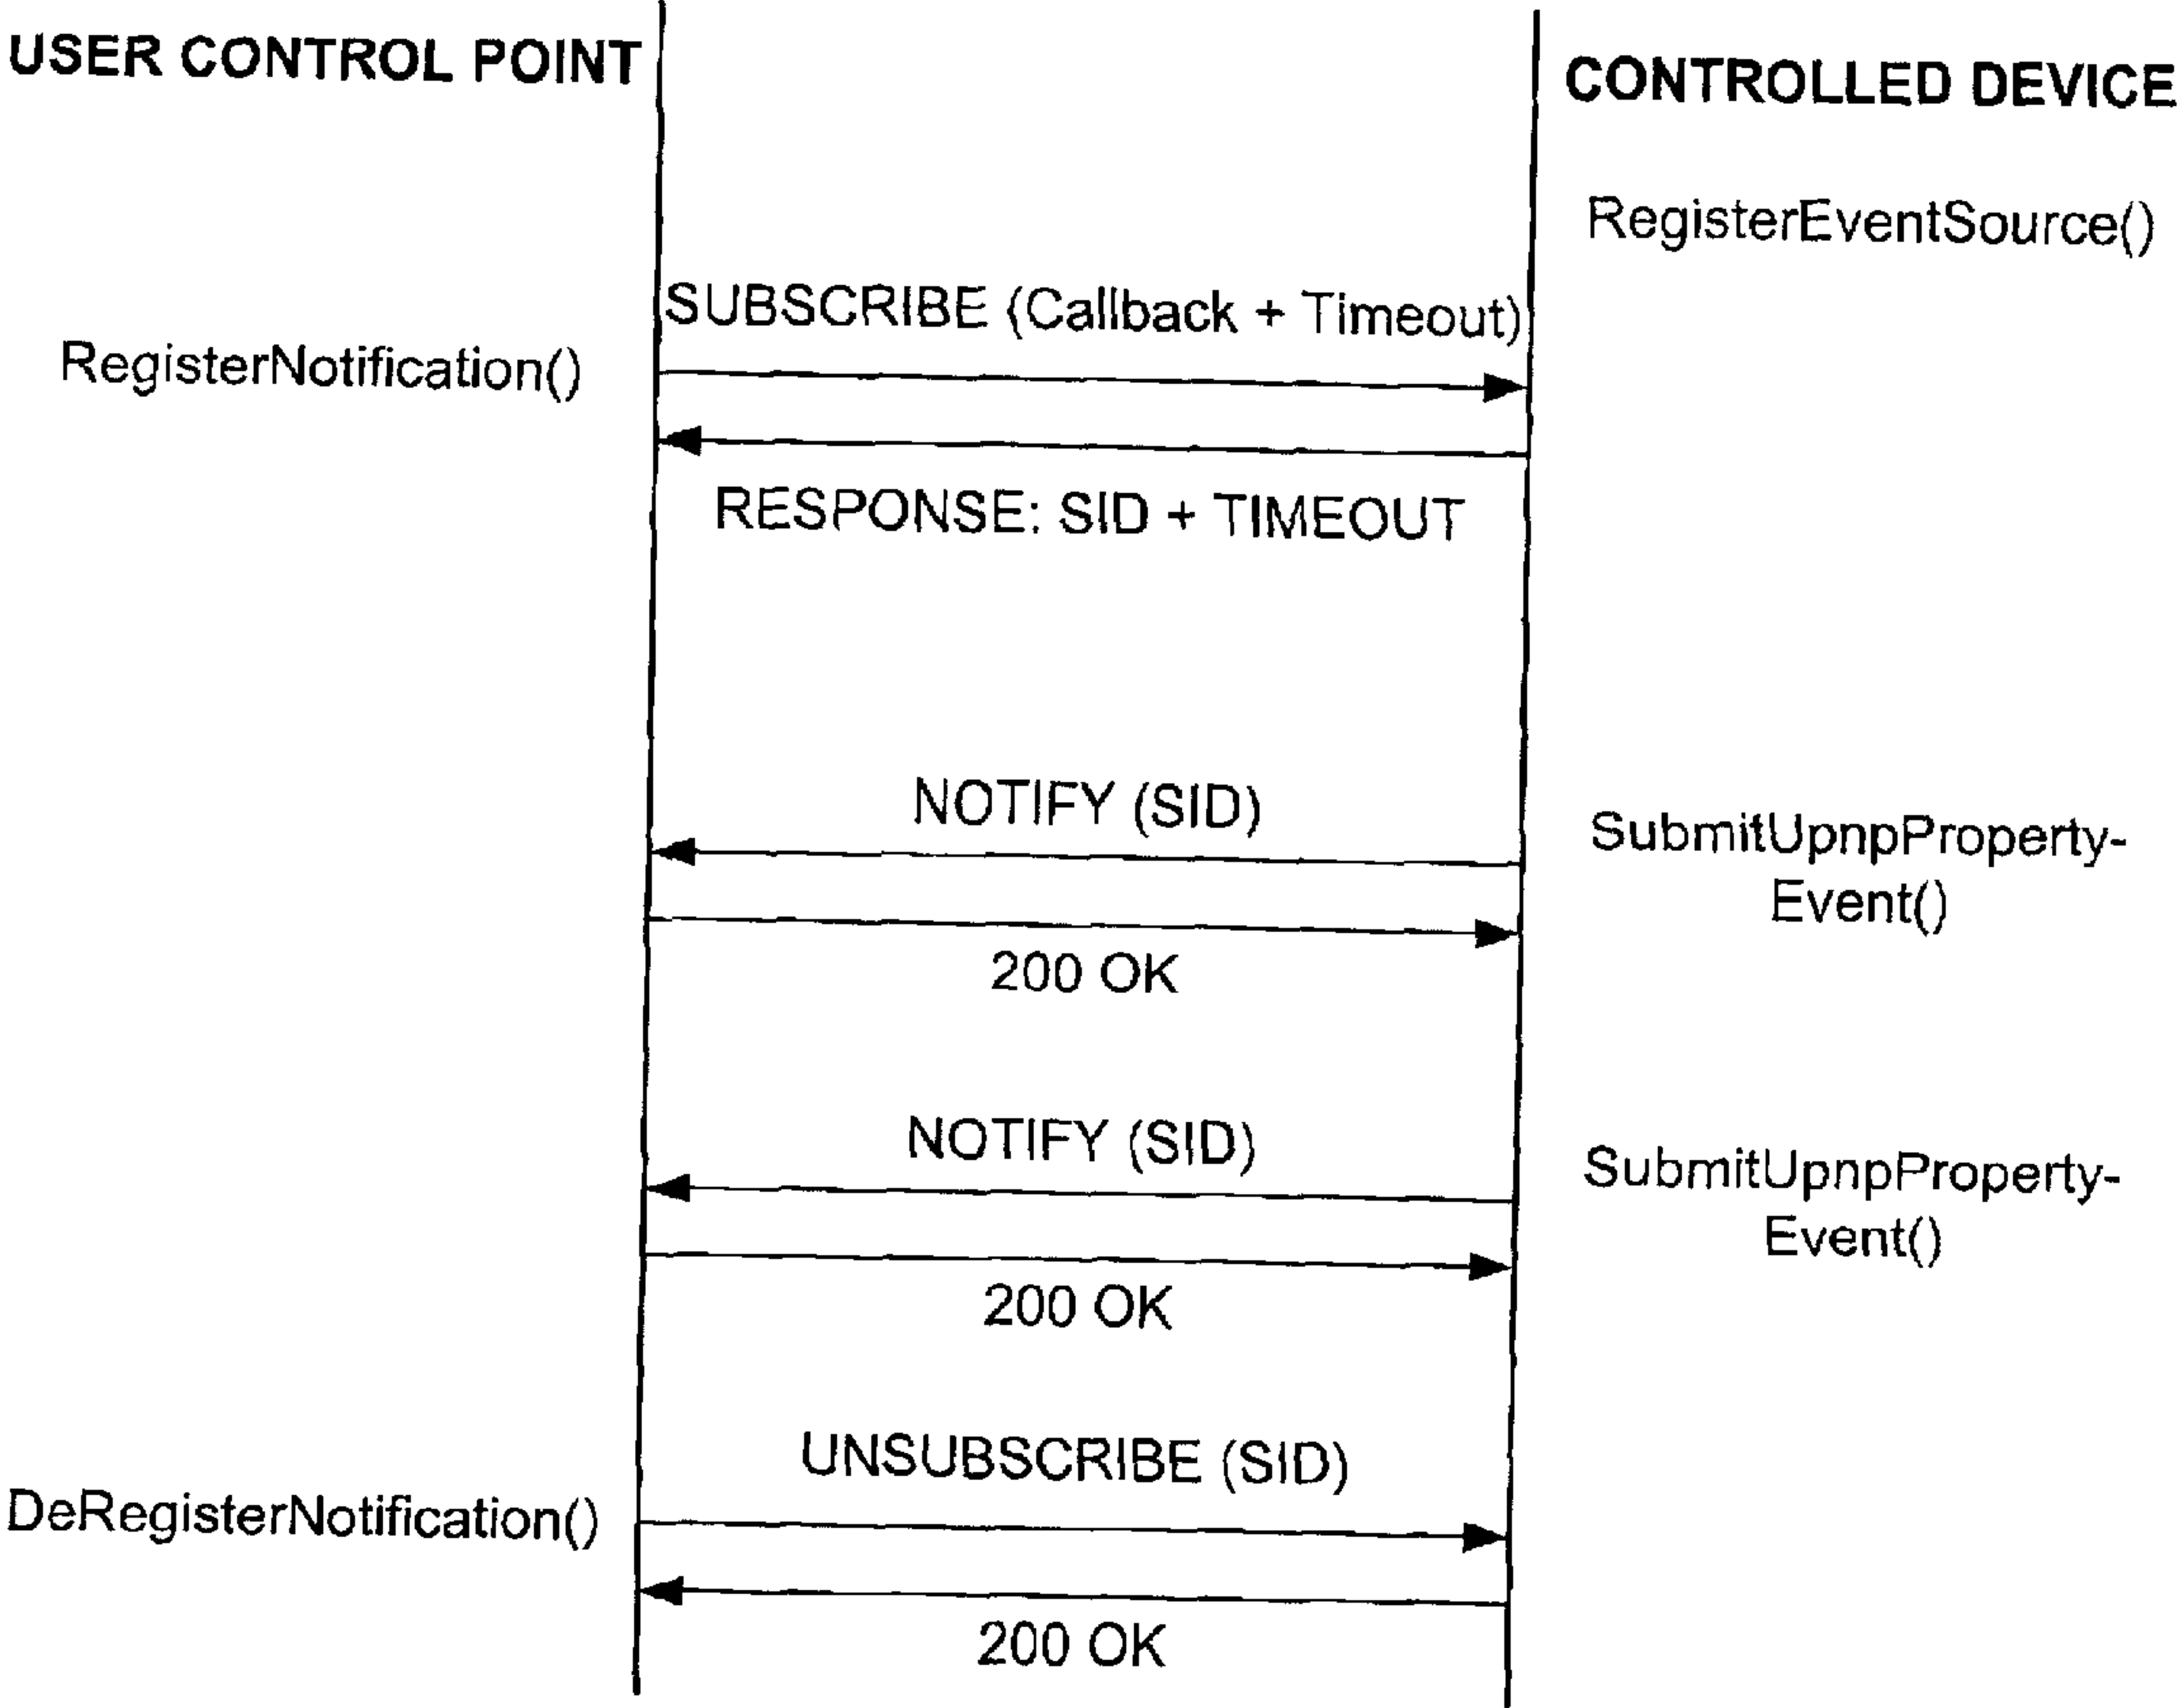 USER CONTROL POINT
CONTROLLED DEVICE
RegisterEventSource()
SUBSCRIBE (Callback + Timeout)
RegisterNotification()
RESPONSE: SID + TIMEOUT
NOTIFY (SID)
SubmitUpnpProperty-
Event()
200 OK
NOTIFY (SID)
SubmitUpnpProperty-
Event()
200 OK
UNSUBSCRIBE (SID)
DeRegisterNotification()
200 OK